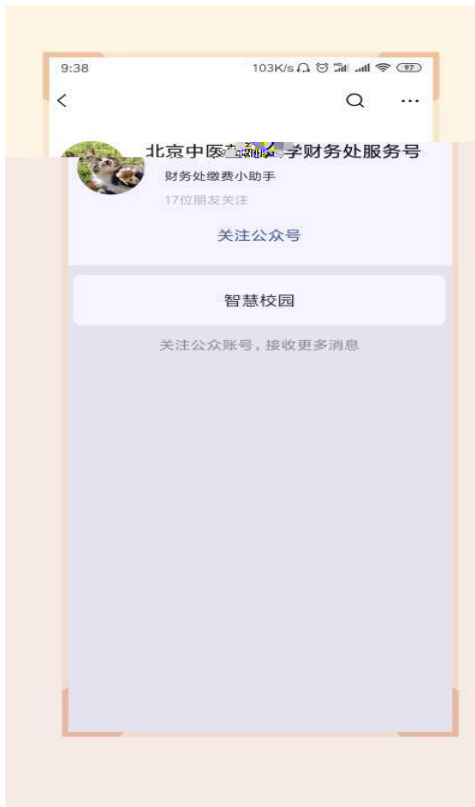 9:38 103K/s 97
北京中医 学财务处服务号
财务处缴费小助手
17位朋友关注
关注公众号
智慧校园
关注公众账号，接收更多消息